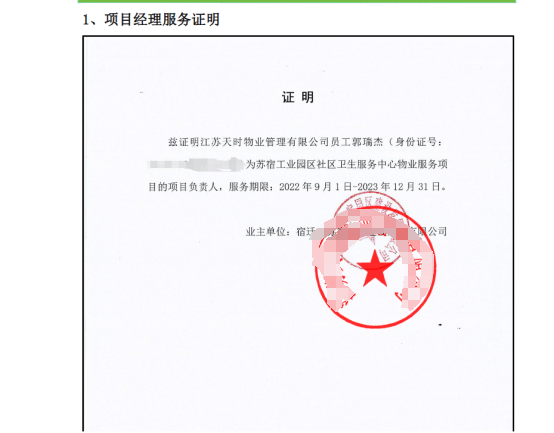 1、项目经理服务证明
证 明
兹证明江苏天时物业管理有限公司员工郭瑞杰（身份证号：
为苏宿工业园区社区卫生服务中心物业服务项
目的项目负责人，服务期限：2022 年 9 月 1 日-2023 年 12 月 31 日。
业主单位：宿迁 有限公司